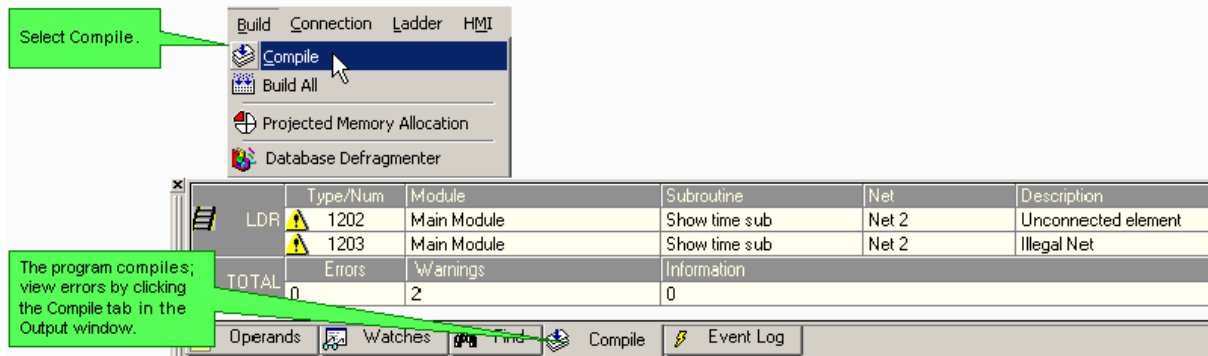 Select Compile.
Build Connection Ladder HMI
Compile
Build All
Projected Memory Allocation
Database Defragmenter
Type/Num Module Subroutine Net Description
LDR 1202 Main Module Show time sub Net 2 Unconnected element
1203 Main Module Show time sub Net 2 Illegal Net
TOTAL Errors Warnings Information
0 2 0
The program compiles;
view errors by clicking
the Compile tab in the
Output window.
Operands Watches Find Compile Event Log